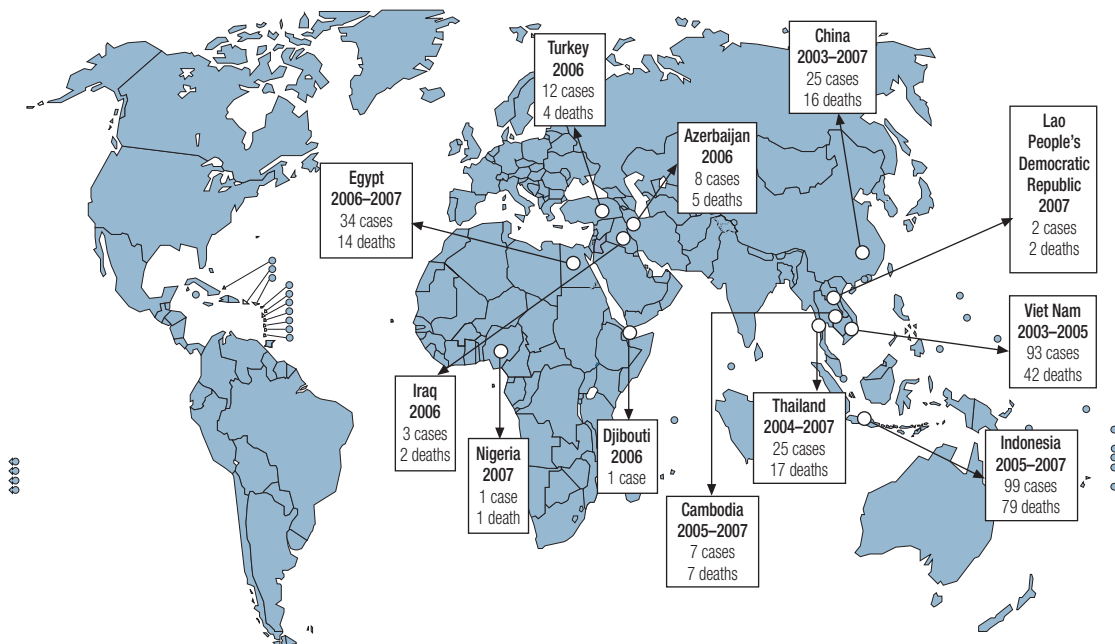 Turkey
2006
12 cases
4 deaths
China
2003–2007
25 cases
16 deaths
Azerbaijan
2006
8 cases
5 deaths
Lao
People's
Democratic
Republic
2007
2 cases
2 deaths
Egypt
2006–2007
34 cases
14 deaths
Viet Nam
2003–2005
93 cases
42 deaths
Iraq
2006
3 cases
2 deaths
Nigeria
2007
1 case
1 death
Djibouti
2006
1 case
Thailand
2004–2007
25 cases
17 deaths
Indonesia
2005–2007
99 cases
79 deaths
Cambodia
2005–2007
7 cases
7 deaths